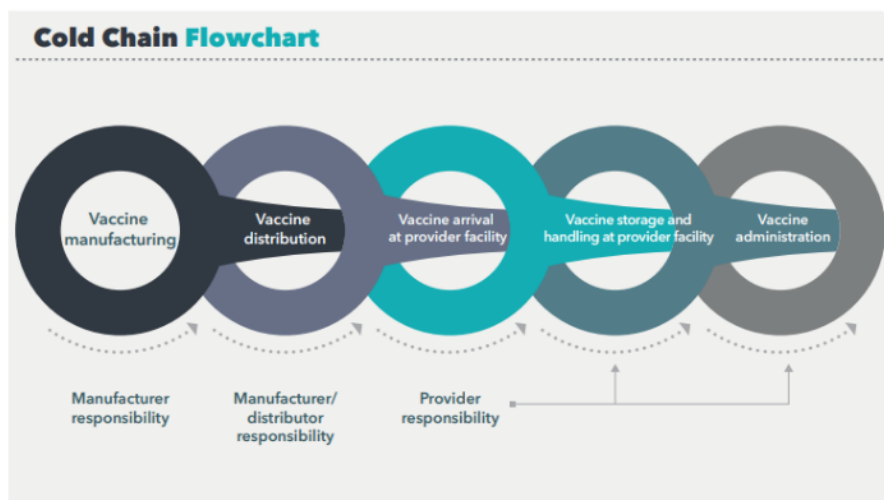 Cold Chain Flowchart
Vaccine
manufacturing
Vaccine
distribution
Vaccine arrival
at provider facility
Vaccine storage and
handling at provider facility
Vaccine
administration
Manufacturer
responsibility
Manufacturer/
distributor
responsibility
Provider
responsibility